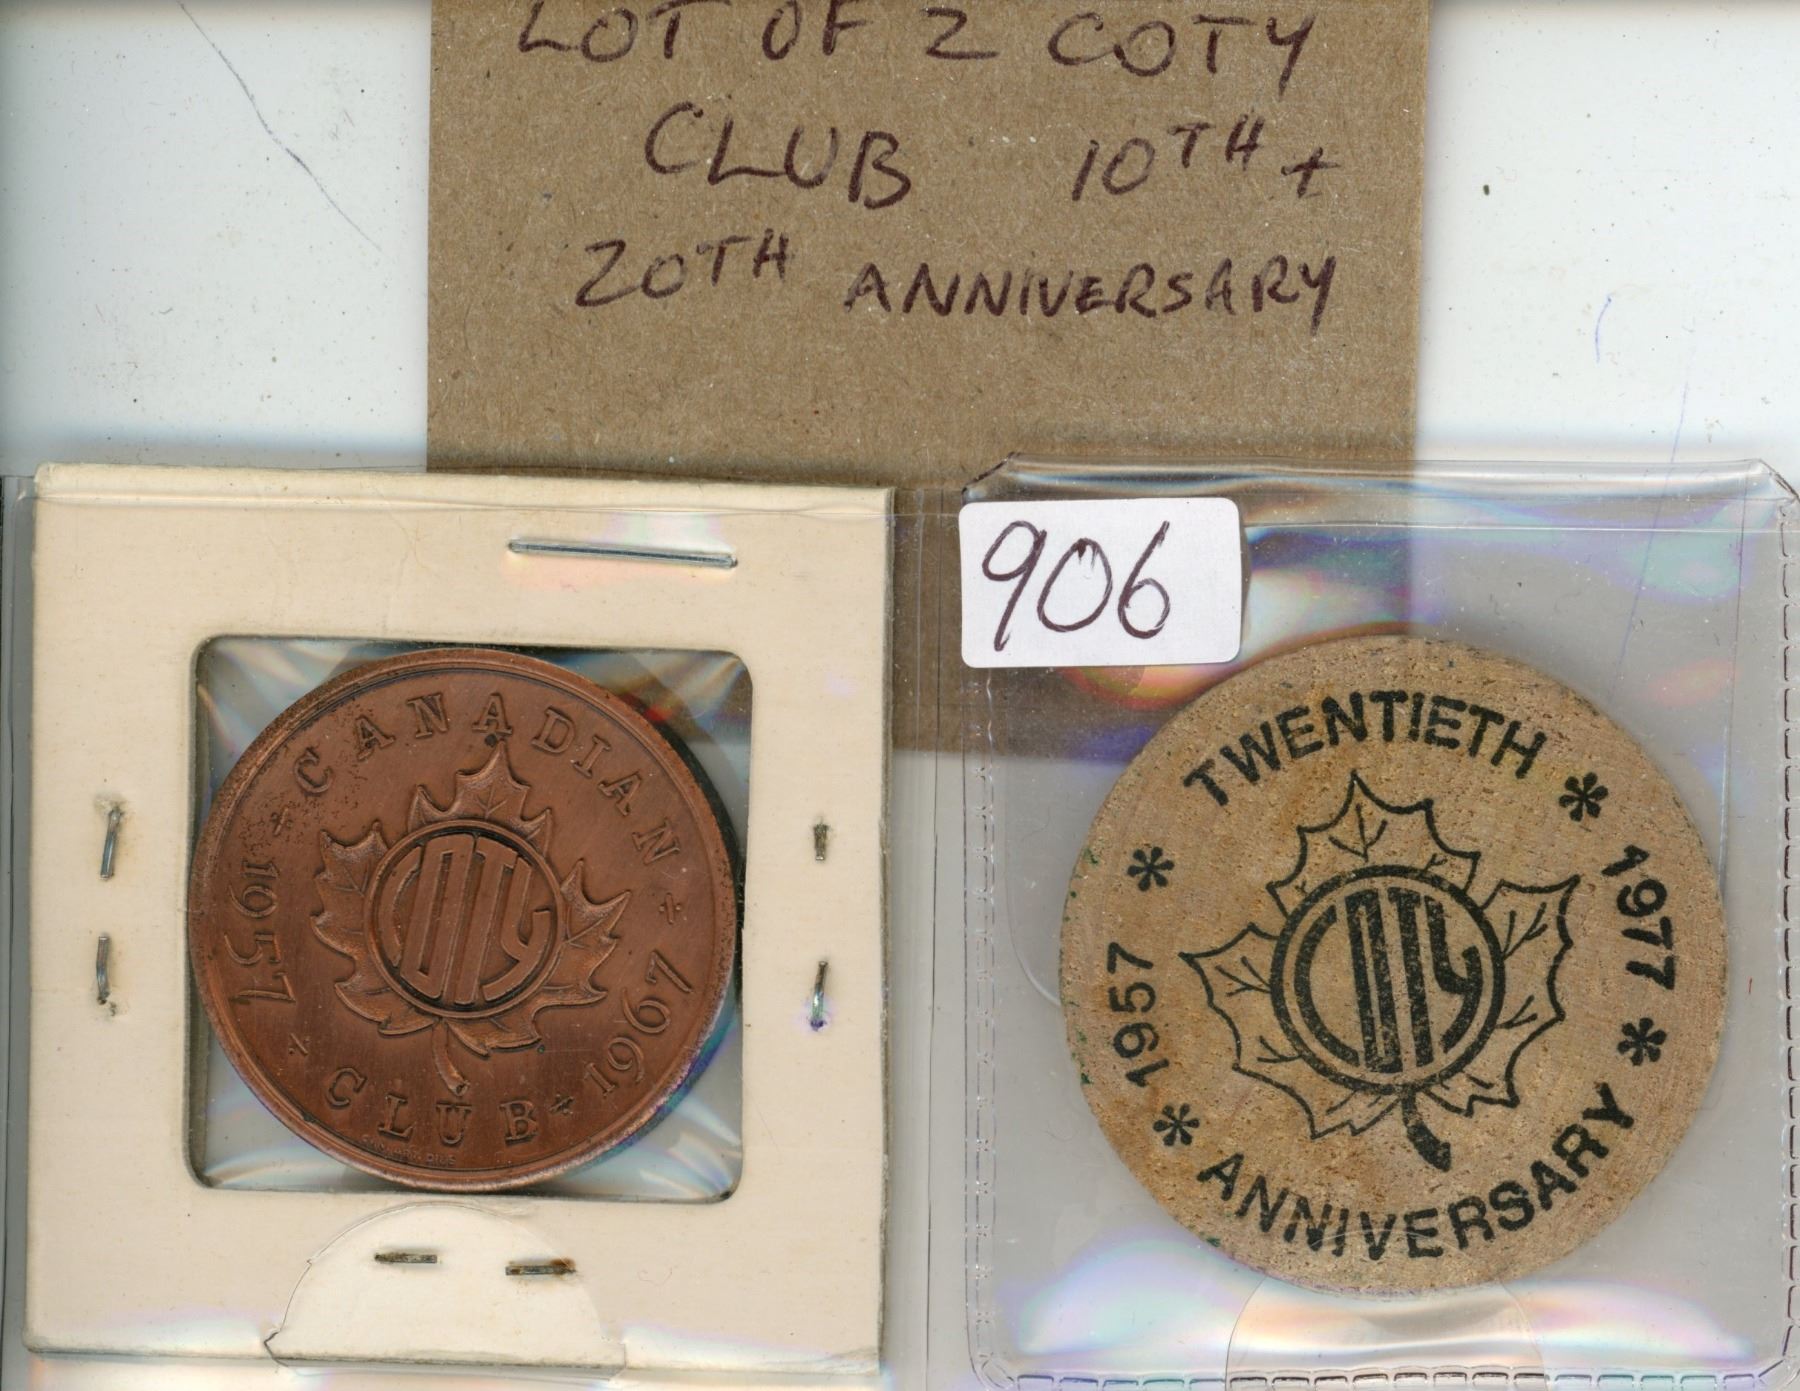 LOT OF 2 COTY
CLUB 10TH +
20TH ANNIVERSARY
906
CANADIAN
1957
COTY
1967
CLUB
TWENTIETH
1957
COTY
1977
ANNIVERSARY